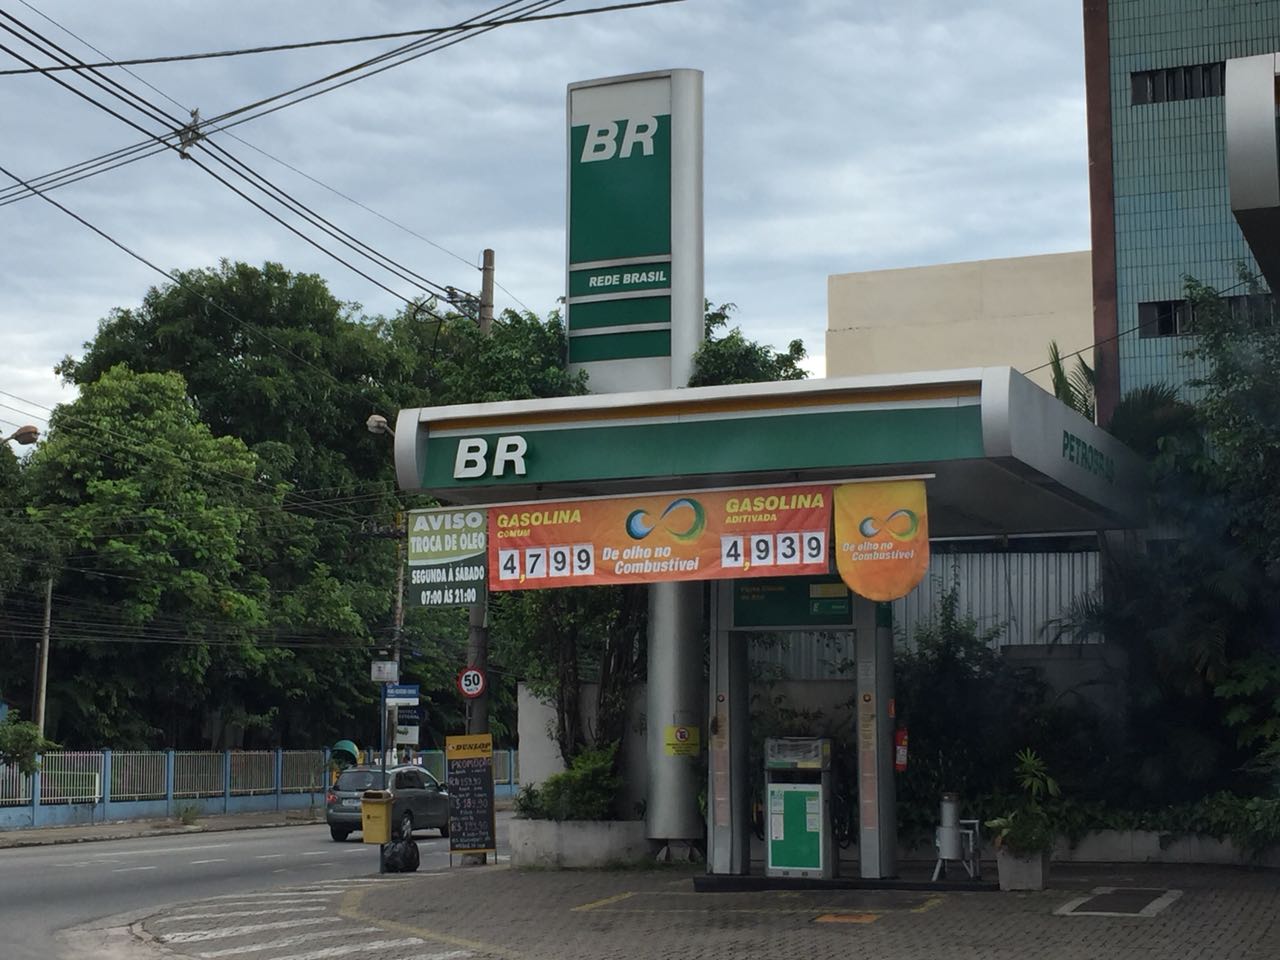 BR
REDE BRASIL
BR
PETROBRAS
AVISO
TROCA DE ÓLEO
SEGUNDA À SÁBADO
07:00 ÀS 21:00
GASOLINA
COMUM
4,799
De olho no
Combustível
GASOLINA
ADITIVADA
4,939
De olho no
Combustível
50
DUNLOP
PROMOÇÃO
BR
E